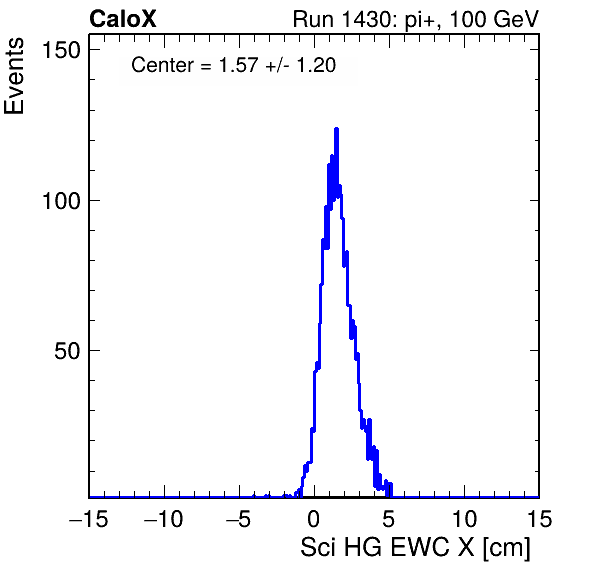 CaloX Run 1430: pi+, 100 GeV
Center = 1.57 +/- 1.20
Events
150
100
50
−15 −10 −5 0 5 10 15
Sci HG EWC X [cm]